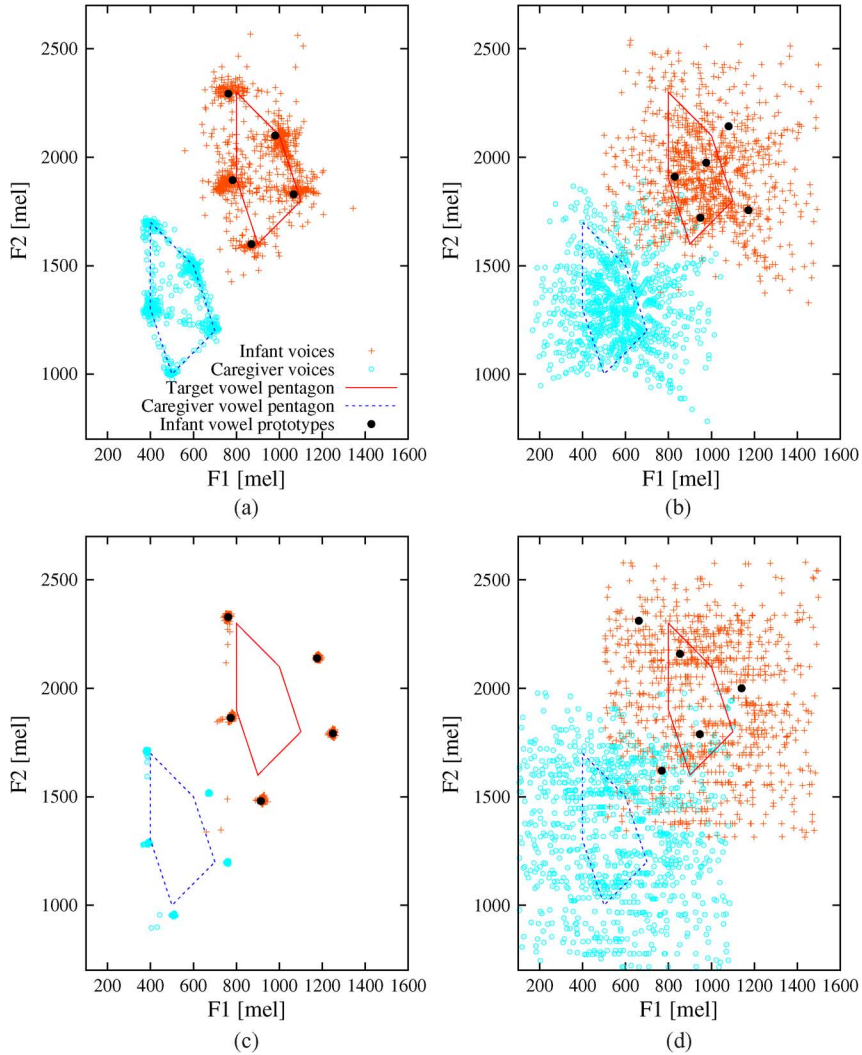 2500
2000
1500
1000
F2 [mel]
Infant voices
Caregiver voices
Target vowel pentagon
Caregiver vowel pentagon
Infant vowel prototypes
200 400 600 800 1000 1200 1400 1600
F1 [mel]
(a)
2500
2000
1500
1000
F2 [mel]
200 400 600 800 1000 1200 1400 1600
F1 [mel]
(b)
2500
2000
1500
1000
F2 [mel]
200 400 600 800 1000 1200 1400 1600
F1 [mel]
(c)
2500
2000
1500
1000
F2 [mel]
200 400 600 800 1000 1200 1400 1600
F1 [mel]
(d)